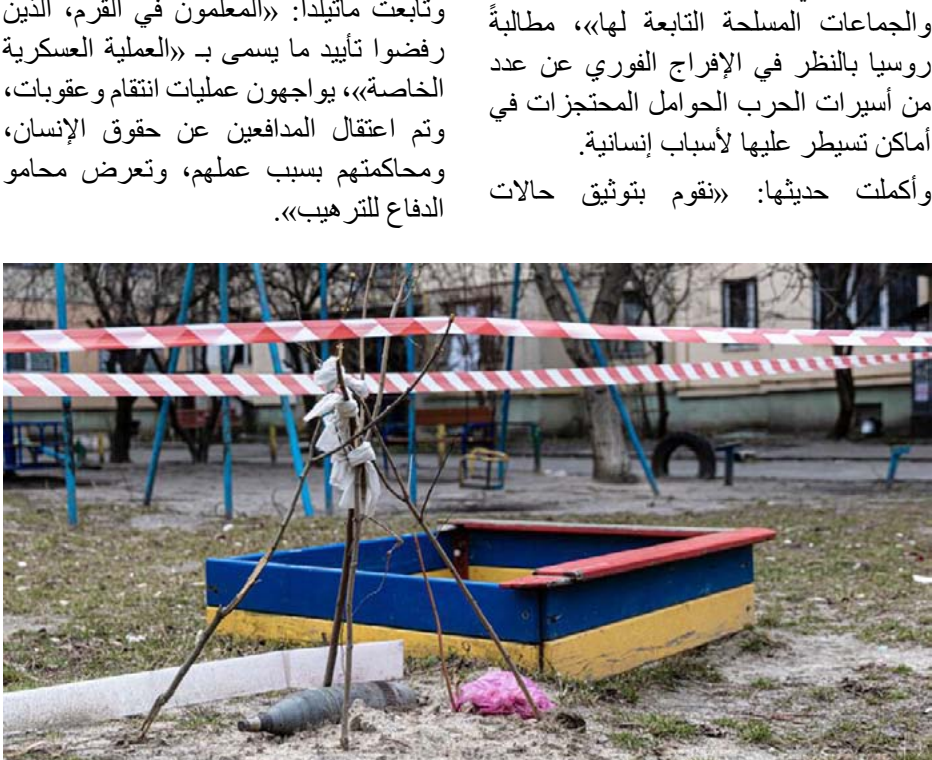 والجماعات المسلحة التابعة لها»، مطالبةً
روسيا بالنظر في الإفراج الفوري عن عدد
من أسيرات الحرب الحوامل المحتجزات في
أماكن تسيطر عليها لأسباب إنسانية.
وأكملت حديثها: «نقوم بتوثيق حالات
وتابعت ماتيلدا: «المعلمون في القرم، الذين
رفضوا تأييد ما يسمى بـ «العملية العسكرية
الخاصة»، يواجهون عمليات انتقام وعقوبات،
وتم اعتقال المدافعين عن حقوق الإنسان،
ومحاكمتهم بسبب عملهم، وتعرض محامو
الدفاع للترهيب».